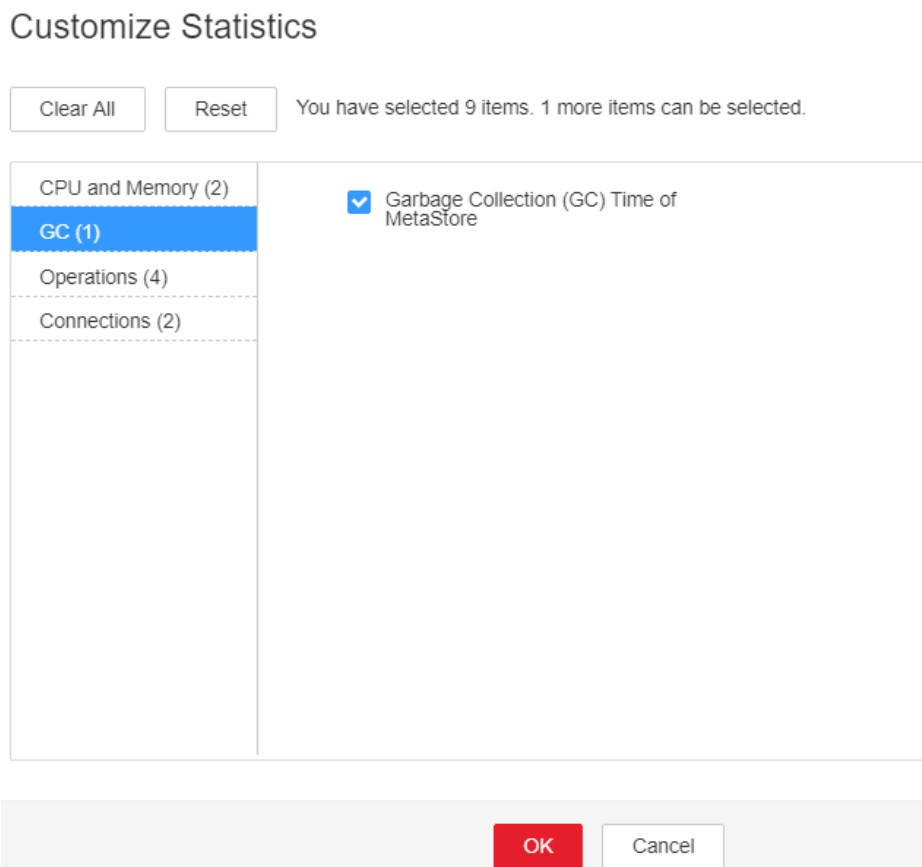 Customize Statistics
Clear All
Reset
You have selected 9 items. 1 more items can be selected.
CPU and Memory (2)
GC (1)
Operations (4)
Connections (2)
Garbage Collection (GC) Time of
MetaStore
OK
Cancel